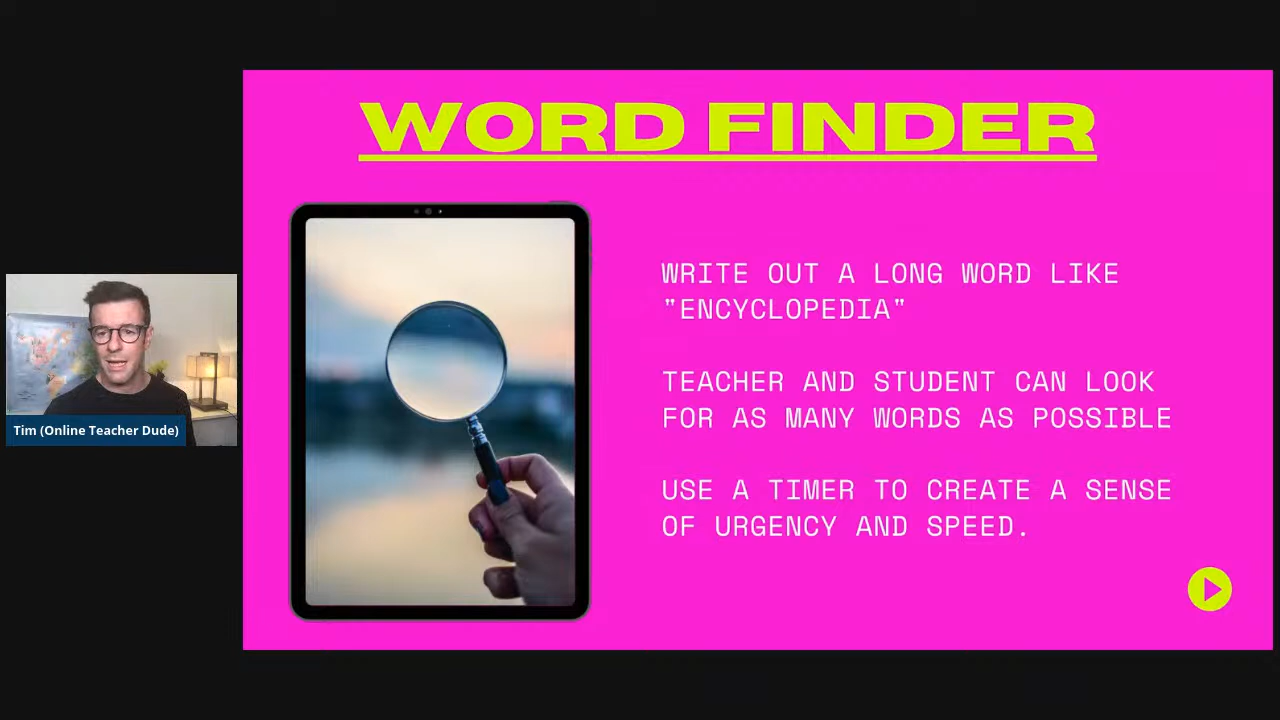 WORD FINDER
WRITE OUT A LONG WORD LIKE
"ENCYCLOPEDIA"
TEACHER AND STUDENT CAN LOOK
FOR AS MANY WORDS AS POSSIBLE
USE A TIMER TO CREATE A SENSE
OF URGENCY AND SPEED.
Tim (Online Teacher Dude)